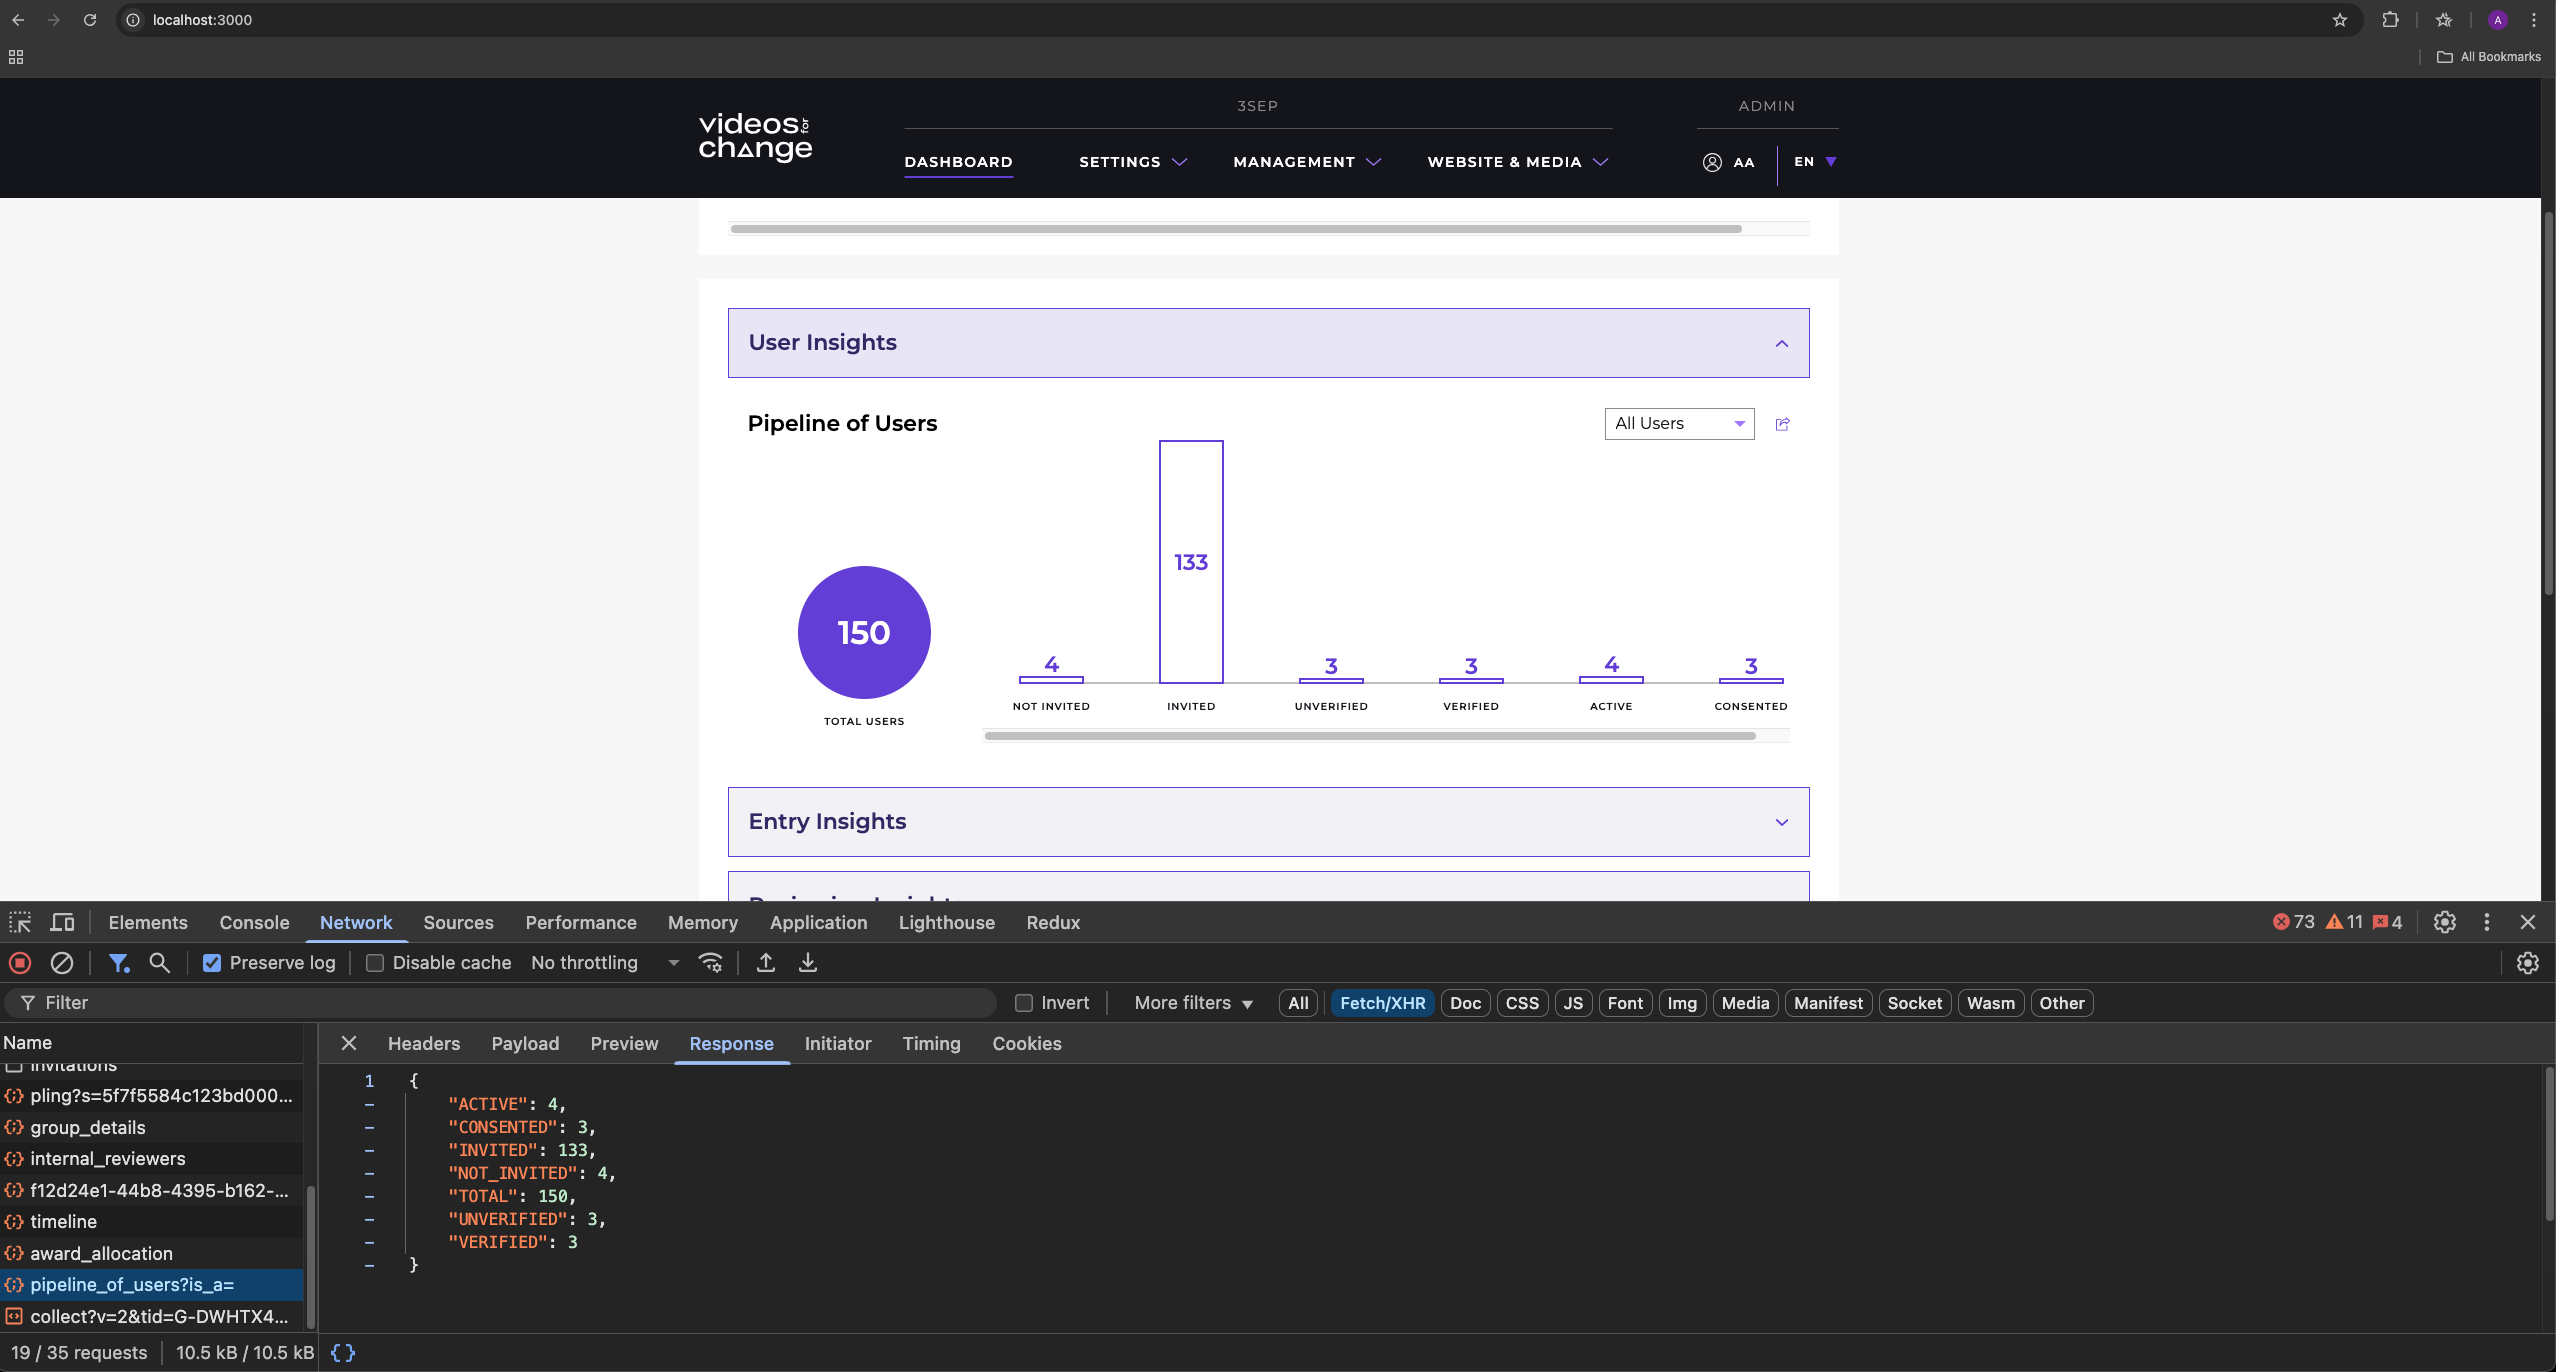 localhost:3000
A
All Bookmarks
videos for
change
3SEP
ADMIN
DASHBOARD
SETTINGS
MANAGEMENT
WEBSITE & MEDIA
AA
EN
User Insights
Pipeline of Users
All Users
150
TOTAL USERS
4
133
3
3
4
3
NOT INVITED
INVITED
UNVERIFIED
VERIFIED
ACTIVE
CONSENTED
Entry Insights
Elements
Console
Network
Sources
Performance
Memory
Application
Lighthouse
Redux
73
11
4
Preserve log
Disable cache
No throttling
Filter
Invert
More filters
All
Fetch/XHR
Doc
CSS
JS
Font
Img
Media
Manifest
Socket
Wasm
Other
Name
invitations
pling?s=5f7f5584c123bd000...
group_details
internal_reviewers
f12d24e1-44b8-4395-b162-...
timeline
award_allocation
pipeline_of_users?is_a=
collect?v=2&tid=G-DWHTX4...
19 / 35 requests
10.5 kB / 10.5 kB
Headers
Payload
Preview
Response
Initiator
Timing
Cookies
1 {
- "ACTIVE": 4,
- "CONSENTED": 3,
- "INVITED": 133,
- "NOT_INVITED": 4,
- "TOTAL": 150,
- "UNVERIFIED": 3,
- "VERIFIED": 3
- }
{ }